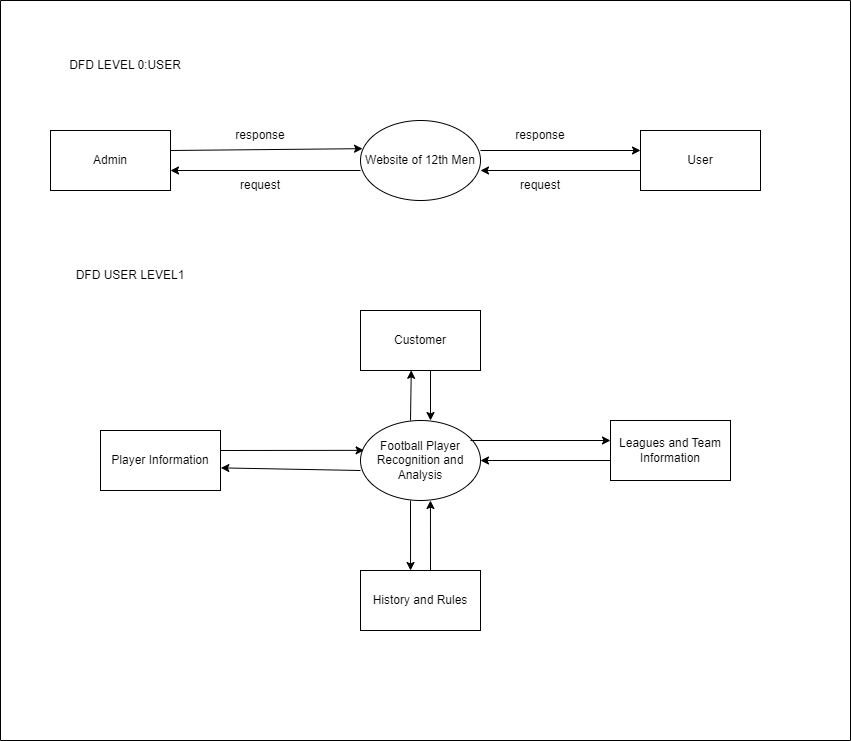 DFD LEVEL 0:USER
response
response
Admin
Website of 12th Men
User
request
request
DFD USER LEVEL1
Customer
Player Information
Football Player
Recognition and
Analysis
Leagues and Team
Information
History and Rules